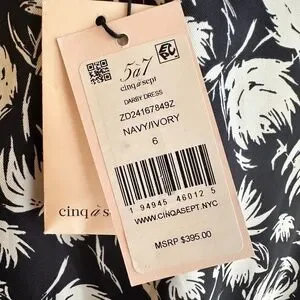 5à7
cinq à sept
DARBY DRESS
ZD24167849Z
NAVY/IVORY
6
1 94945 46012 5
WWW.CINQASEPT.NYC
MSRP $395.00
cinq à